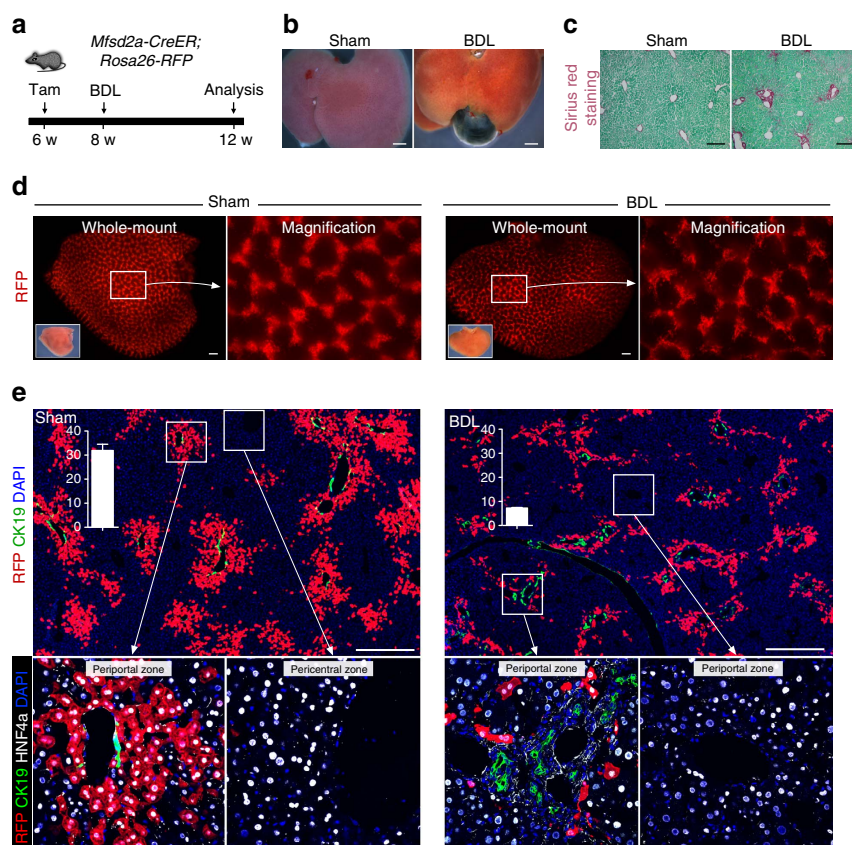 a
Mfsd2a-CreER;
Rosa26-RFP
Tam
BDL
Analysis
6 w
8 w
12 w
b
Sham
BDL
c
Sham
BDL
Sirius red
staining
d
Sham
BDL
Whole-mount
Magnification
Whole-mount
Magnification
RFP
e
Sham
40
30
20
10
0
BDL
40
30
20
10
0
RFP CK19 DAPI
Periportal zone
Pericentral zone
Periportal zone
Periportal zone
RFP CK19 HNF4a DAPI